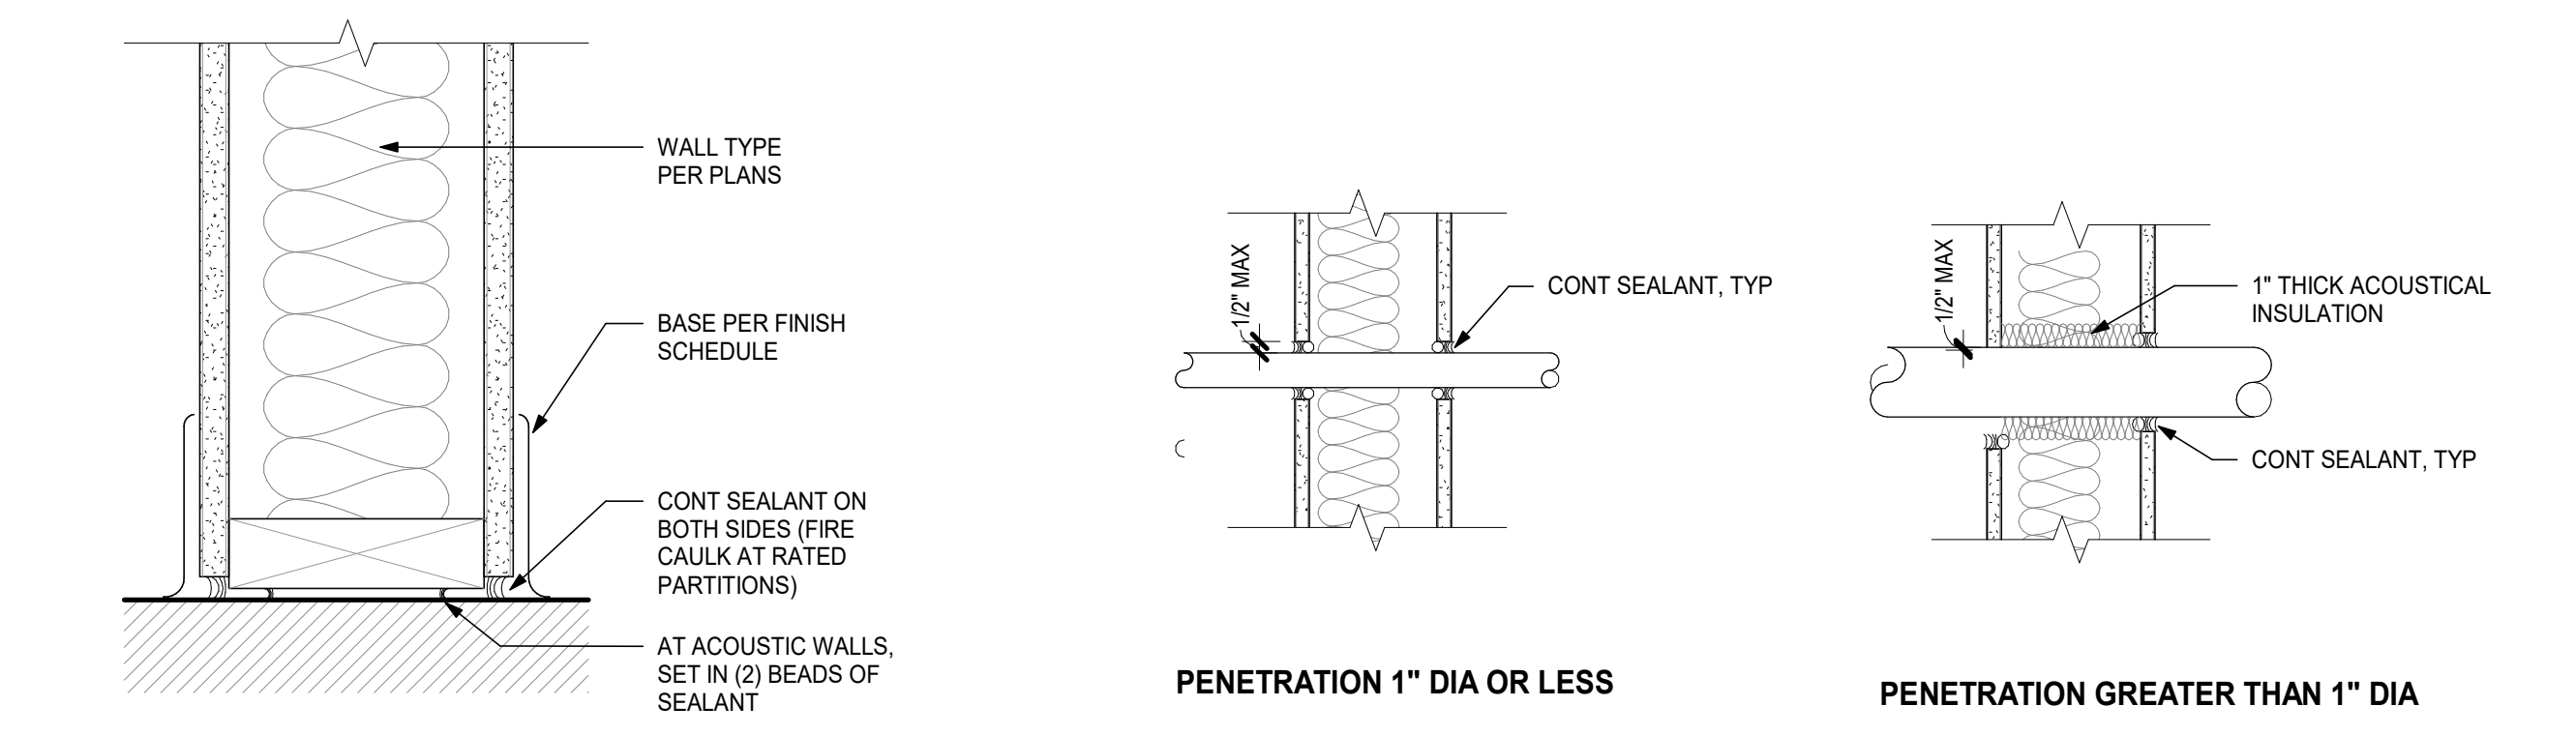 WALL TYPE
PER PLANS
BASE PER FINISH
SCHEDULE
CONT SEALANT ON
BOTH SIDES (FIRE
CAULK AT RATED
PARTITIONS)
AT ACOUSTIC WALLS,
SET IN (2) BEADS OF
SEALANT
1/2" MAX
CONT SEALANT, TYP
PENETRATION 1" DIA OR LESS
1/2" MAX
1" THICK ACOUSTICAL
INSULATION
CONT SEALANT, TYP
PENETRATION GREATER THAN 1" DIA